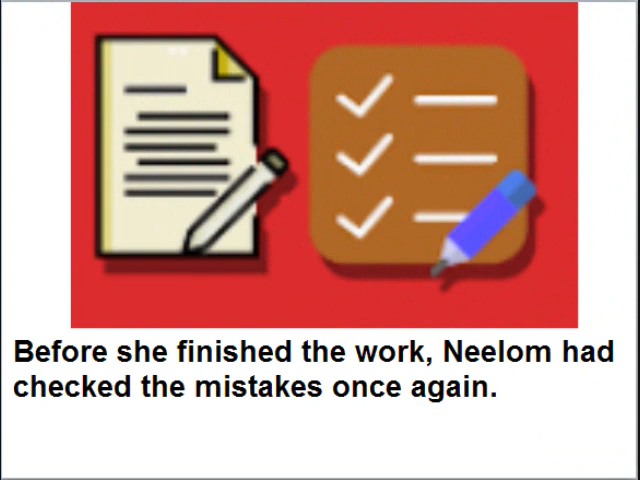 Before she finished the work, Neelom had
checked the mistakes once again.